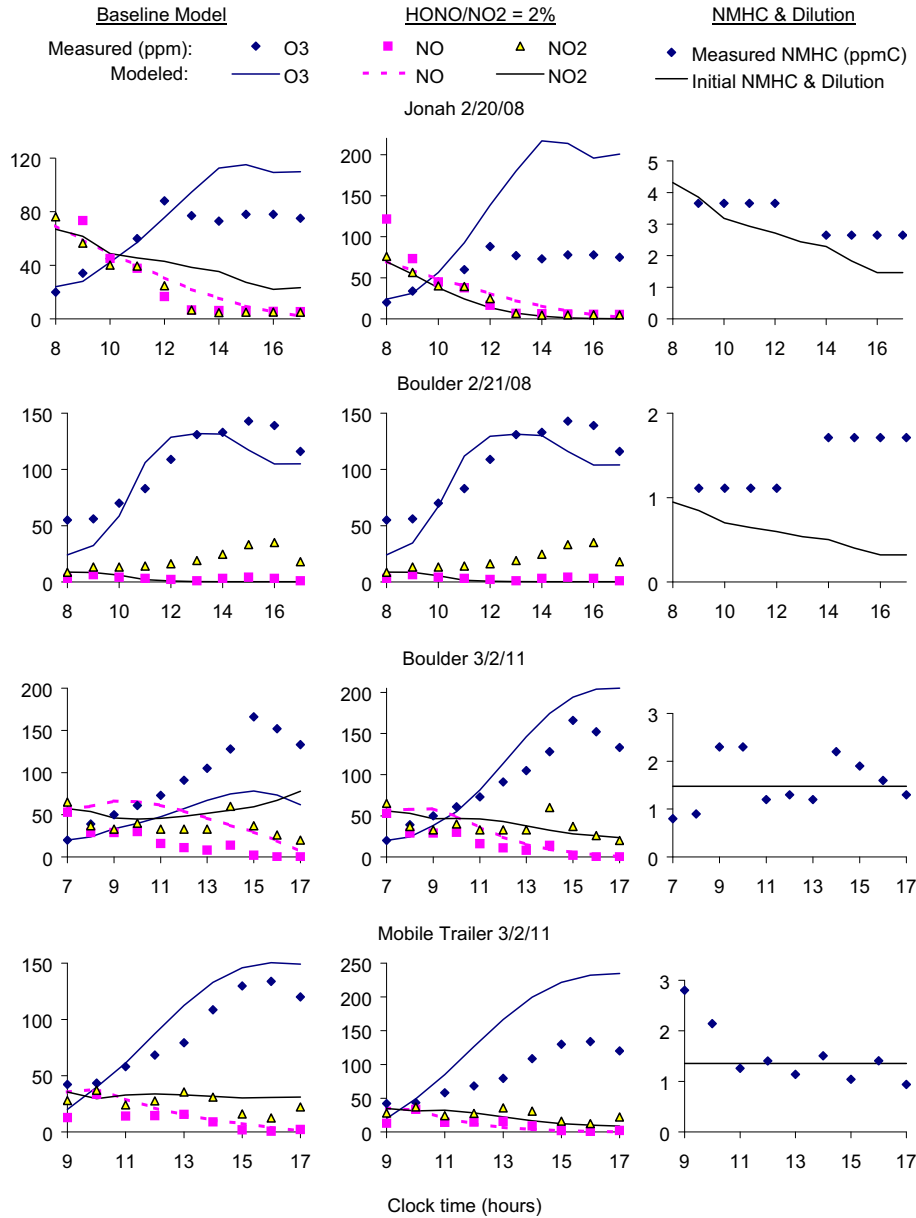 Baseline Model HONO/NO2 = 2% NMHC & Dilution
Measured (ppm): O3 NO NO2 Measured NMHC (ppmC)
Modeled: O3 NO NO2 Initial NMHC & Dilution
Jonah 2/20/08
120
80
40
0
8 10 12 14 16
200
150
100
50
0
8 10 12 14 16
5
4
3
2
1
0
8 10 12 14 16
Boulder 2/21/08
150
100
50
0
8 10 12 14 16
150
100
50
0
8 10 12 14 16
2
1
0
8 10 12 14 16
Boulder 3/2/11
200
150
100
50
0
7 9 11 13 15 17
200
150
100
50
0
7 9 11 13 15 17
3
2
1
0
7 9 11 13 15 17
Mobile Trailer 3/2/11
150
100
50
0
9 11 13 15 17
250
200
150
100
50
0
9 11 13 15 17
3
2
1
0
9 11 13 15 17
Clock time (hours)